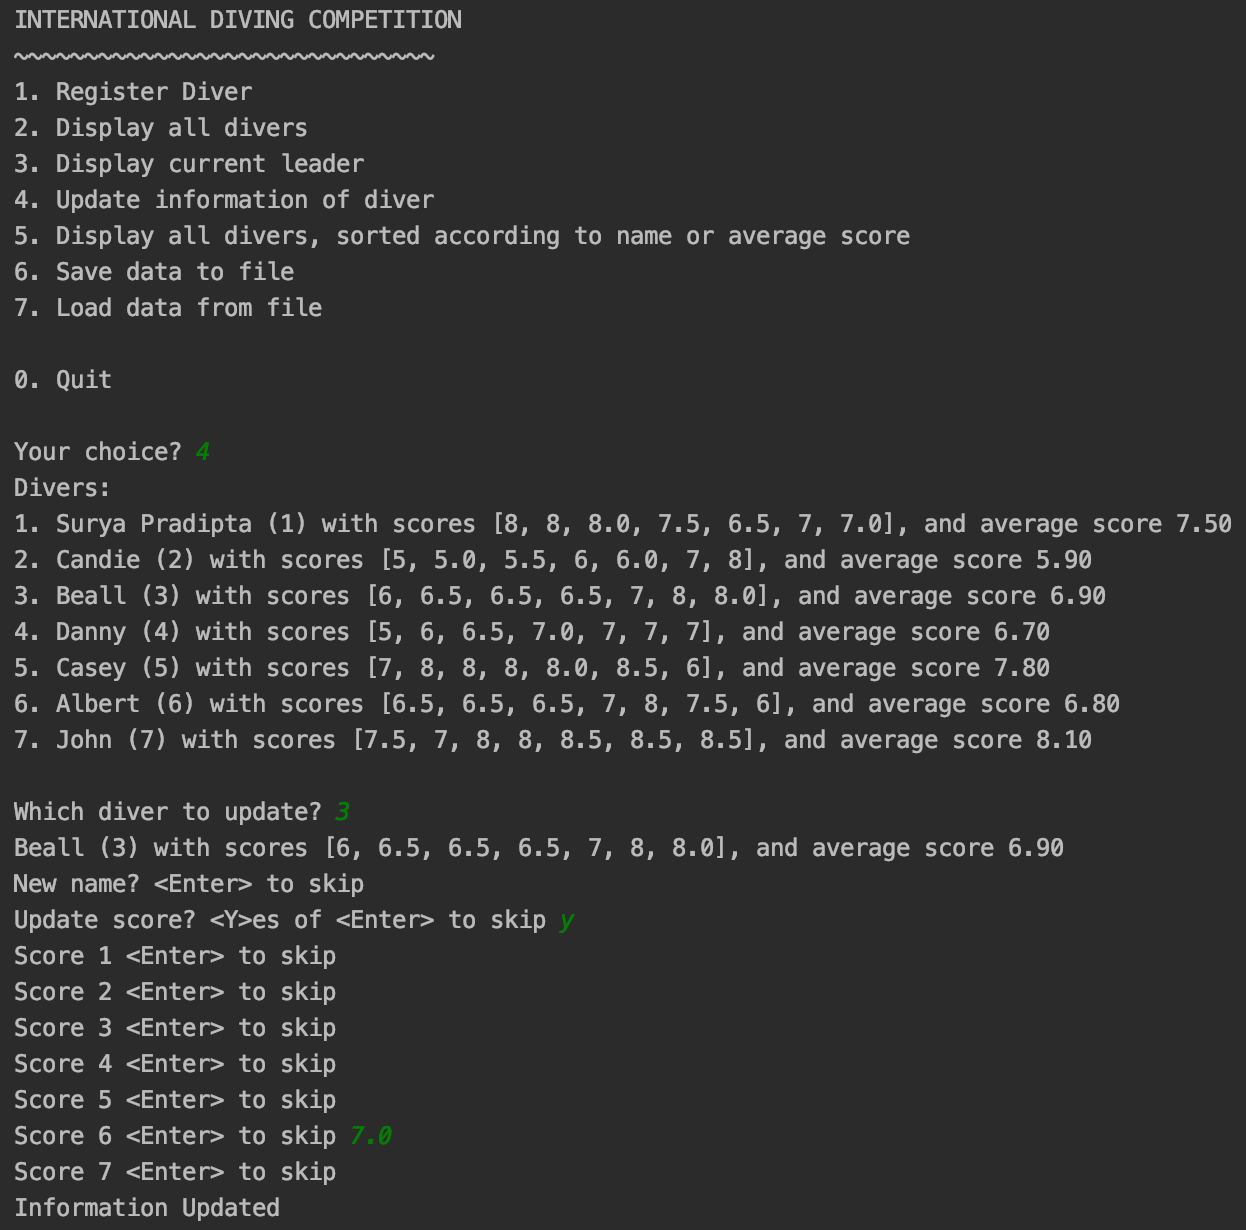 INTERNATIONAL DIVING COMPETITION
~~~~~~~~~~~~~~~~~~~~~~~~~~~~~~
1. Register Diver
2. Display all divers
3. Display current leader
4. Update information of diver
5. Display all divers, sorted according to name or average score
6. Save data to file
7. Load data from file
0. Quit
Your choice? 4
Divers:
1. Surya Pradipta (1) with scores [8, 8, 8.0, 7.5, 6.5, 7, 7.0], and average score 7.50
2. Candie (2) with scores [5, 5.0, 5.5, 6, 6.0, 7, 8], and average score 5.90
3. Beall (3) with scores [6, 6.5, 6.5, 6.5, 7, 8, 8.0], and average score 6.90
4. Danny (4) with scores [5, 6, 6.5, 7.0, 7, 7, 7], and average score 6.70
5. Casey (5) with scores [7, 8, 8, 8, 8.0, 8.5, 6], and average score 7.80
6. Albert (6) with scores [6.5, 6.5, 6.5, 7, 8, 7.5, 6], and average score 6.80
7. John (7) with scores [7.5, 7, 8, 8, 8.5, 8.5, 8.5], and average score 8.10
Which diver to update? 3
Beall (3) with scores [6, 6.5, 6.5, 6.5, 7, 8, 8.0], and average score 6.90
New name? <Enter> to skip
Update score? <Y>es of <Enter> to skip y
Score 1 <Enter> to skip
Score 2 <Enter> to skip
Score 3 <Enter> to skip
Score 4 <Enter> to skip
Score 5 <Enter> to skip
Score 6 <Enter> to skip 7.0
Score 7 <Enter> to skip
Information Updated